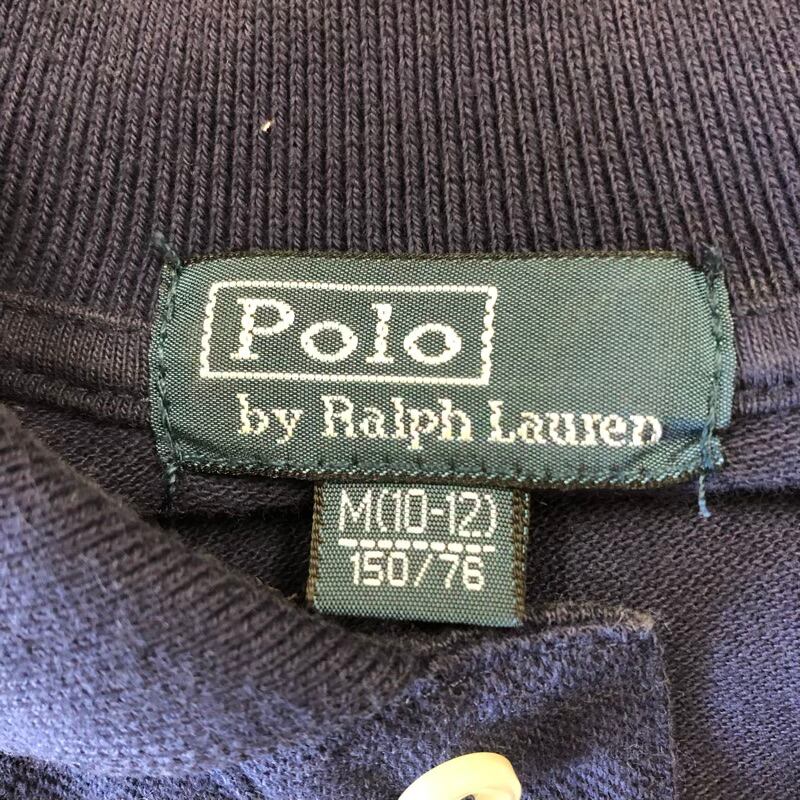 Polo
by Ralph Lauren
M(10-12)
150/76